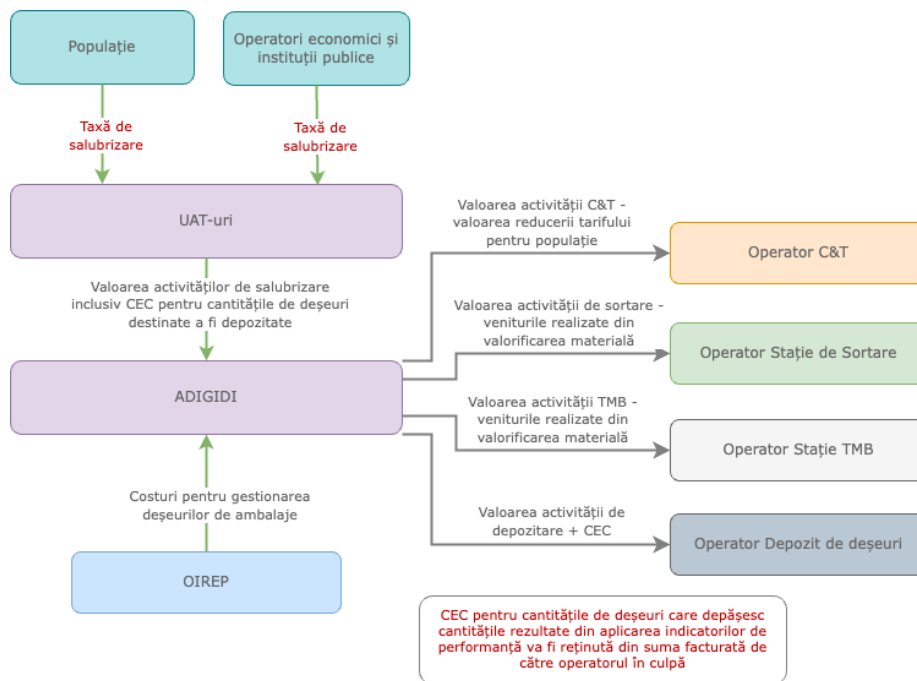 Populație
Operatori economici și
instituții publice
Taxă de
salubrizare
Taxă de
salubrizare
UAT-uri
Valoarea activităților de salubrizare
inclusiv CEC pentru cantitățile de deșeuri
destinate a fi depozitate
ADIGIDI
Costuri pentru gestionarea
deșeurilor de ambalaje
OIREP
Valoarea activității C&T -
valoarea reducerii tarifului
pentru populație
Operator C&T
Valoarea activității de sortare -
veniturile realizate din
valorificarea materială
Operator Stație de Sortare
Valoarea activității TMB -
veniturile realizate din
valorificarea materială
Operator Stație TMB
Valoarea activității de
depozitare + CEC
Operator Depozit de deșeuri
CEC pentru cantitățile de deșeuri care depășesc
cantitățile rezultate din aplicarea indicatorilor de
performanță va fi reținută din suma facturată de
către operatorul în culpă